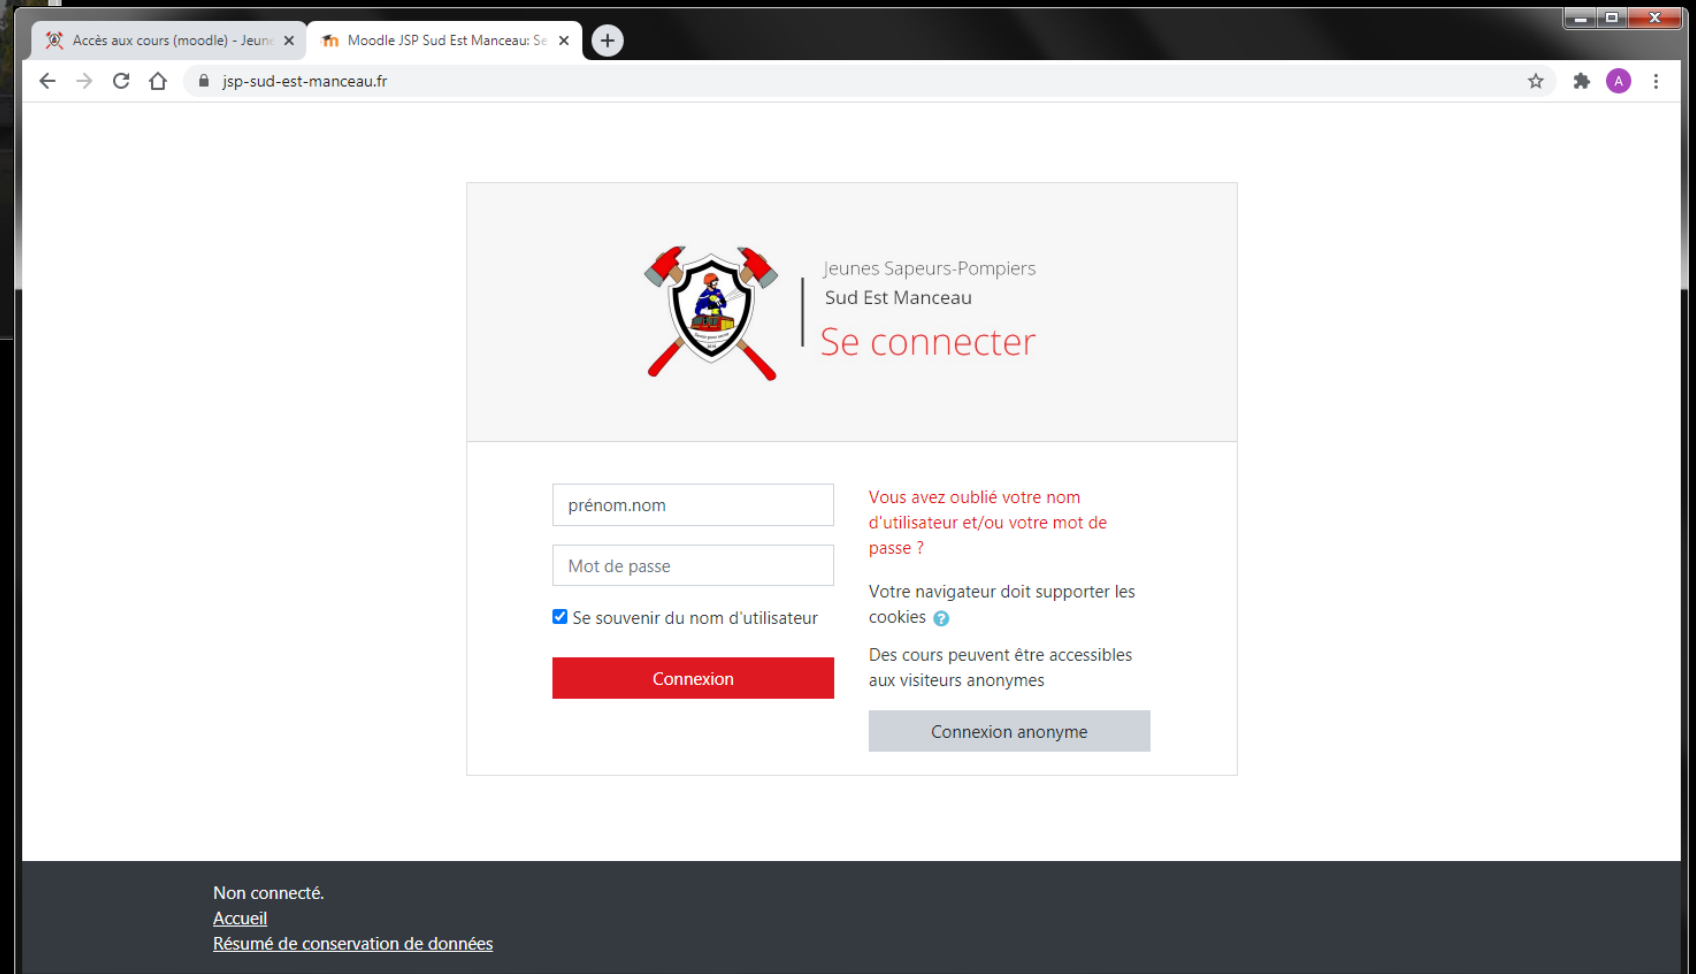 Accès aux cours (moodle) - Jeune
Moodle JSP Sud Est Manceau: Se
jsp-sud-est-manceau.fr
A
Jeunes Sapeurs-Pompiers
Sud Est Manceau
Se connecter
prénom.nom
Mot de passe
Se souvenir du nom d'utilisateur
Connexion
Vous avez oublié votre nom
d'utilisateur et/ou votre mot de
passe ?
Votre navigateur doit supporter les
cookies ?
Des cours peuvent être accessibles
aux visiteurs anonymes
Connexion anonyme
Non connecté.
Accueil
Résumé de conservation de données